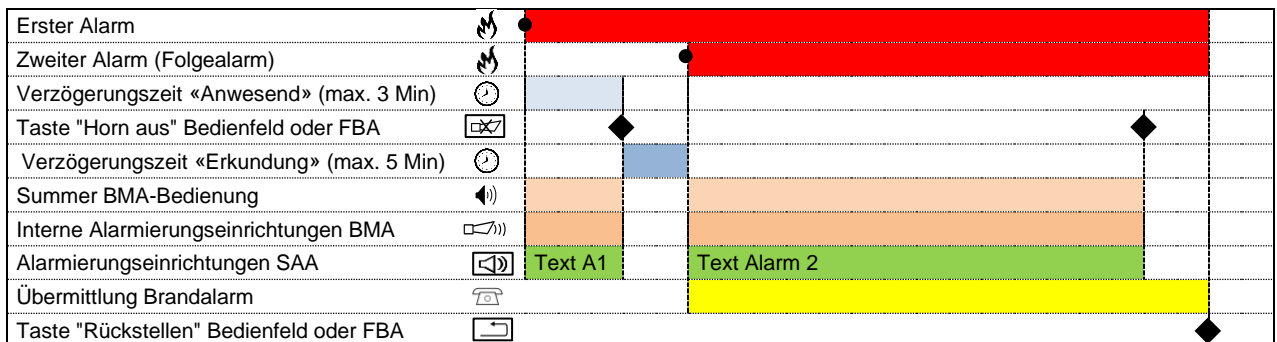 Erster Alarm
Zweiter Alarm (Folgealarm)
Verzögerungszeit «Anwesend» (max. 3 Min)
Taste "Horn aus" Bedienfeld oder FBA
Verzögerungszeit «Erkundung» (max. 5 Min)
Summer BMA-Bedienung
Interne Alarmierungseinrichtungen BMA
Alarmierungseinrichtungen SAA Text A1 Text Alarm 2
Übermittlung Brandalarm
Taste "Rückstellen" Bedienfeld oder FBA